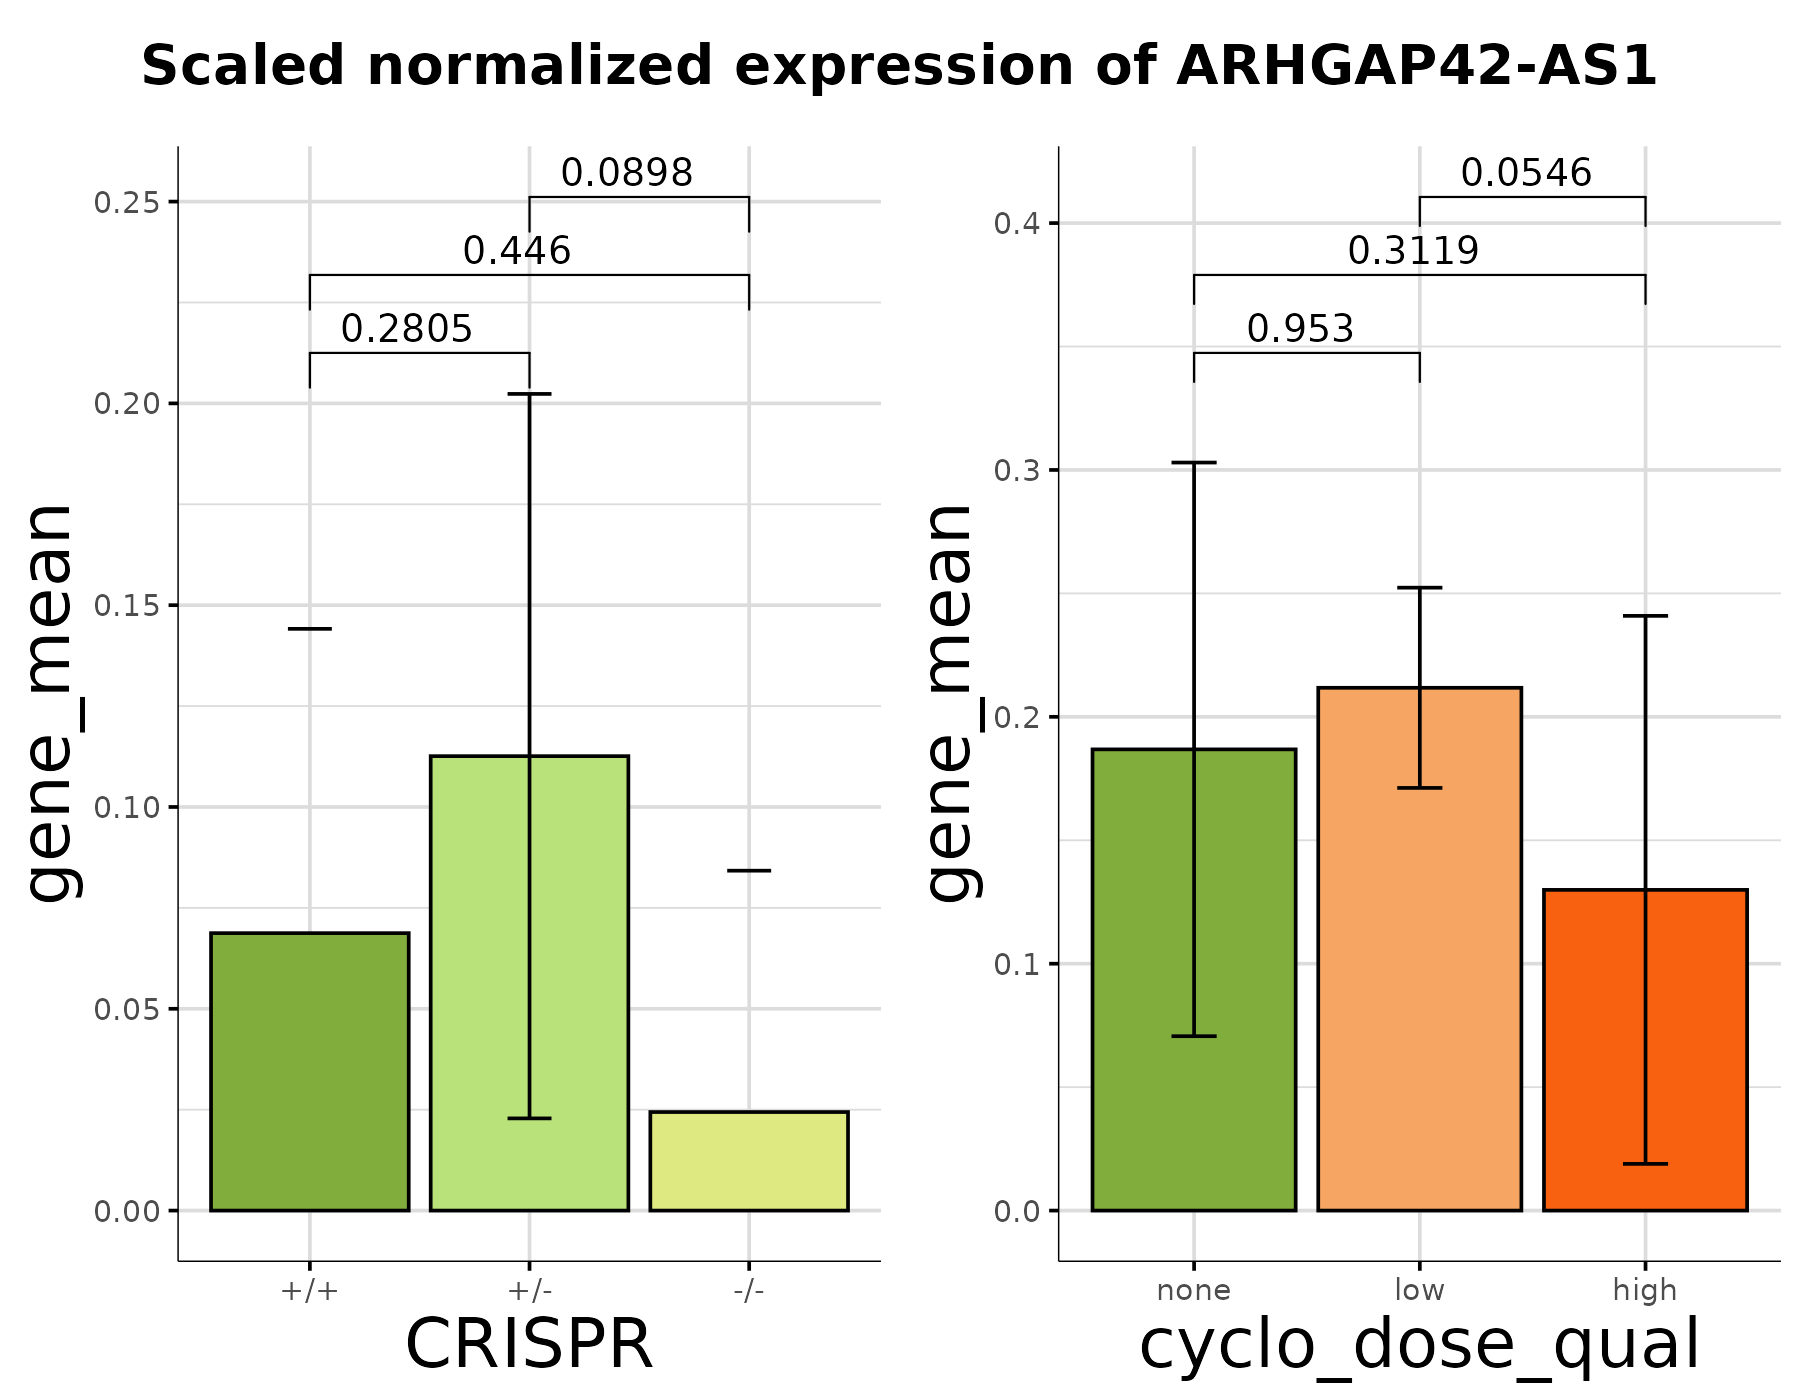 Scaled normalized expression of ARHGAP42-AS1
gene_mean
0.25
0.20
0.15
0.10
0.05
0.00
0.0898
0.446
0.2805
+/+
+/-
-/-
CRISPR
gene_mean
0.4
0.3
0.2
0.1
0.0
0.0546
0.3119
0.953
none
low
high
cyclo_dose_qual